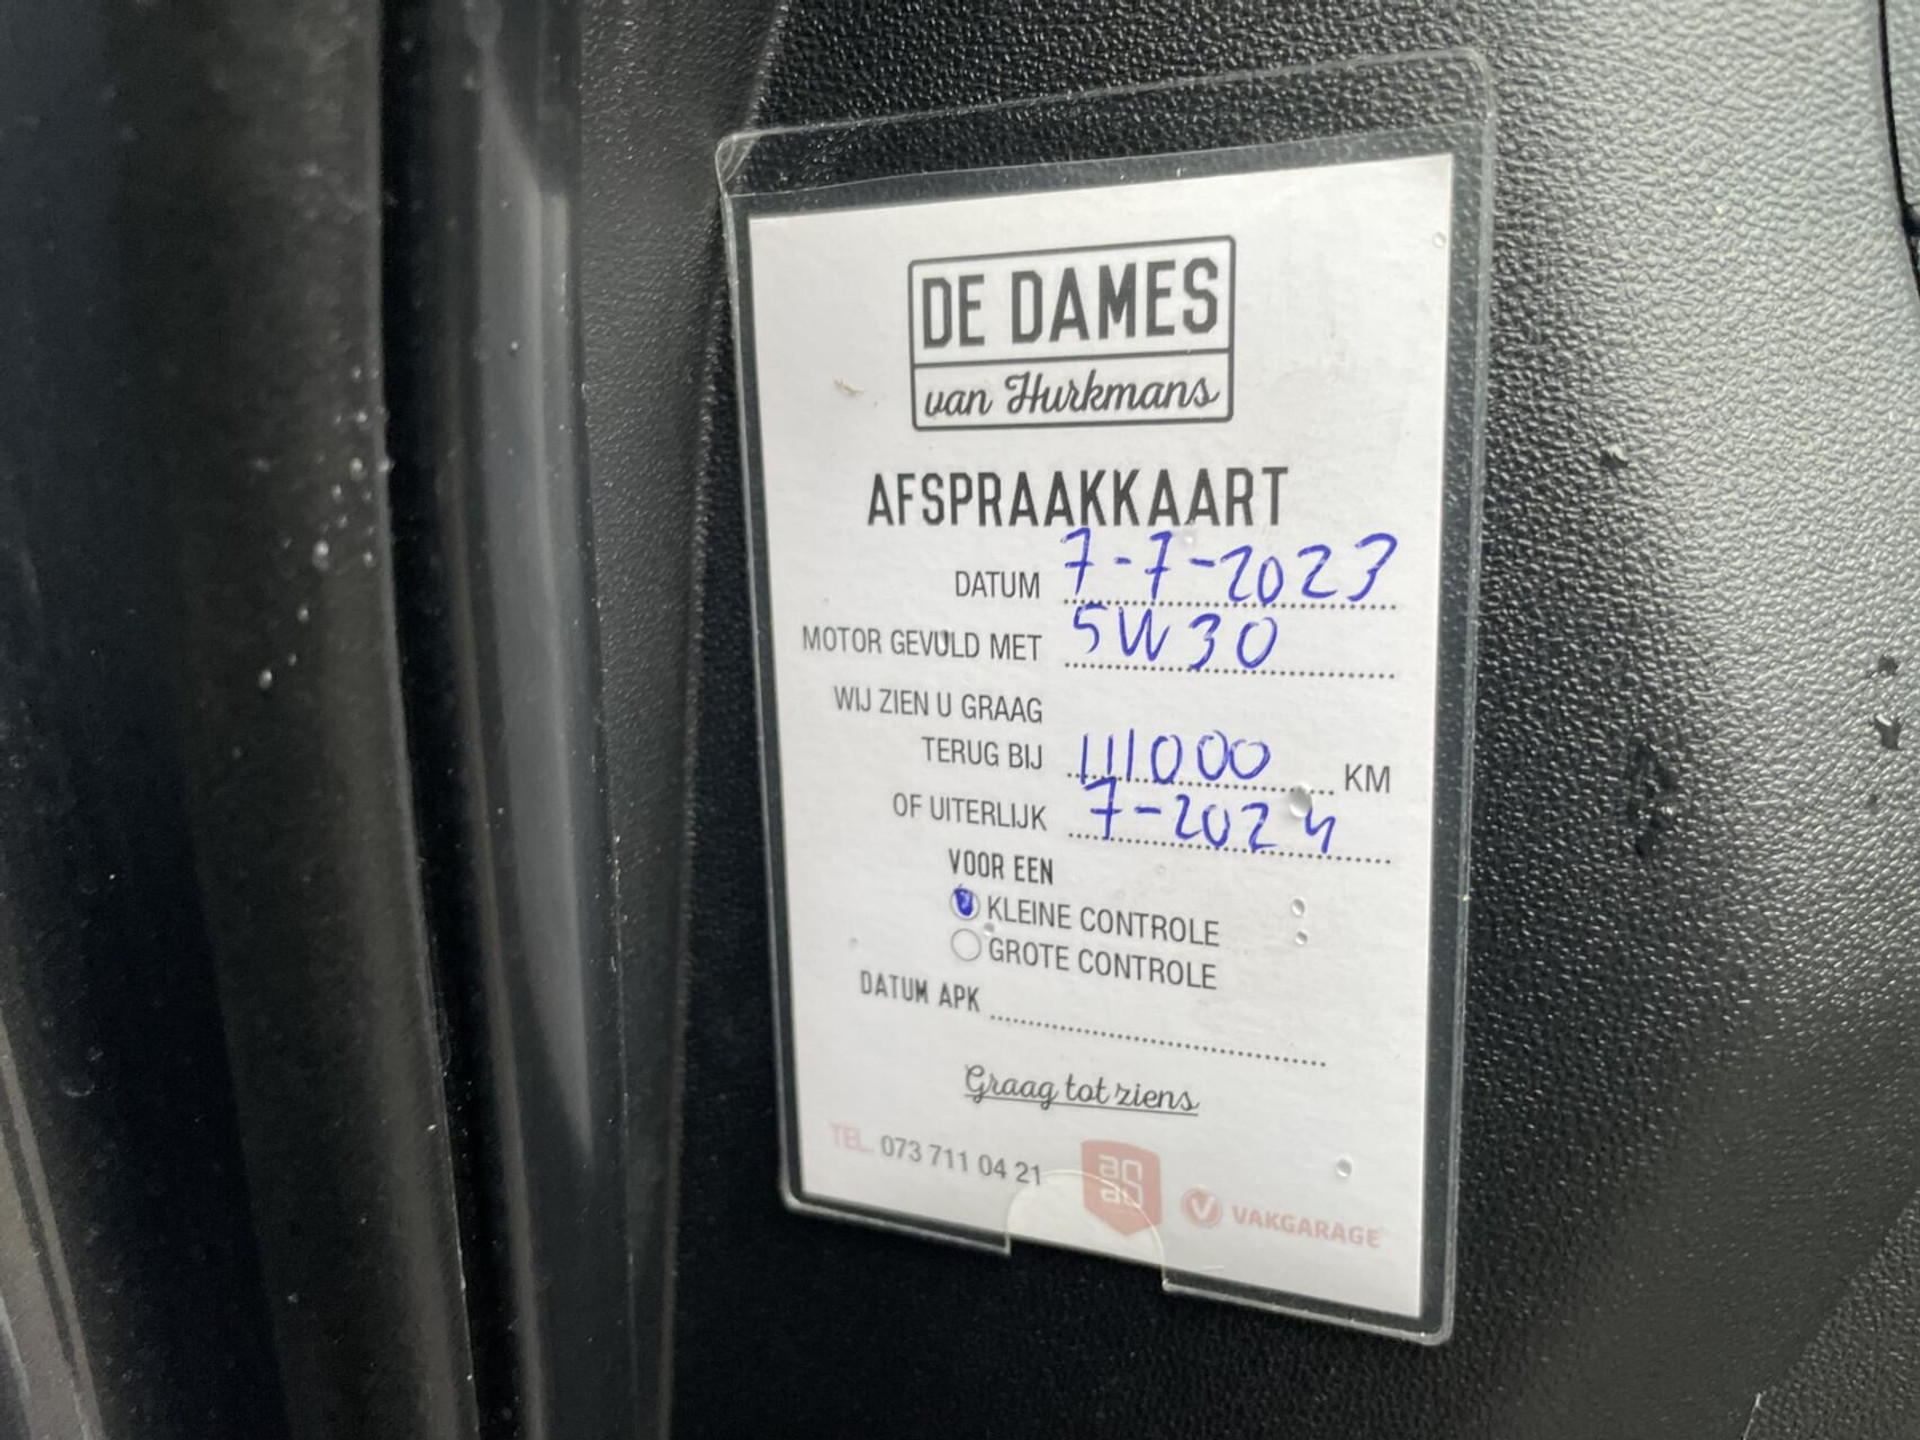 DE DAMES
van Hurkmans
AFSPRAAKKAART
DATUM 7-7-2023
MOTOR GEVULD MET 5W30
WIJ ZIEN U GRAAG
TERUG BIJ 111000 KM
OF UITERLIJK 7-2024
VOOR EEN
KLEINE CONTROLE
GROTE CONTROLE
DATUM APK
Graag tot ziens
TEL. 073 711 04 21
VAKGARAGE